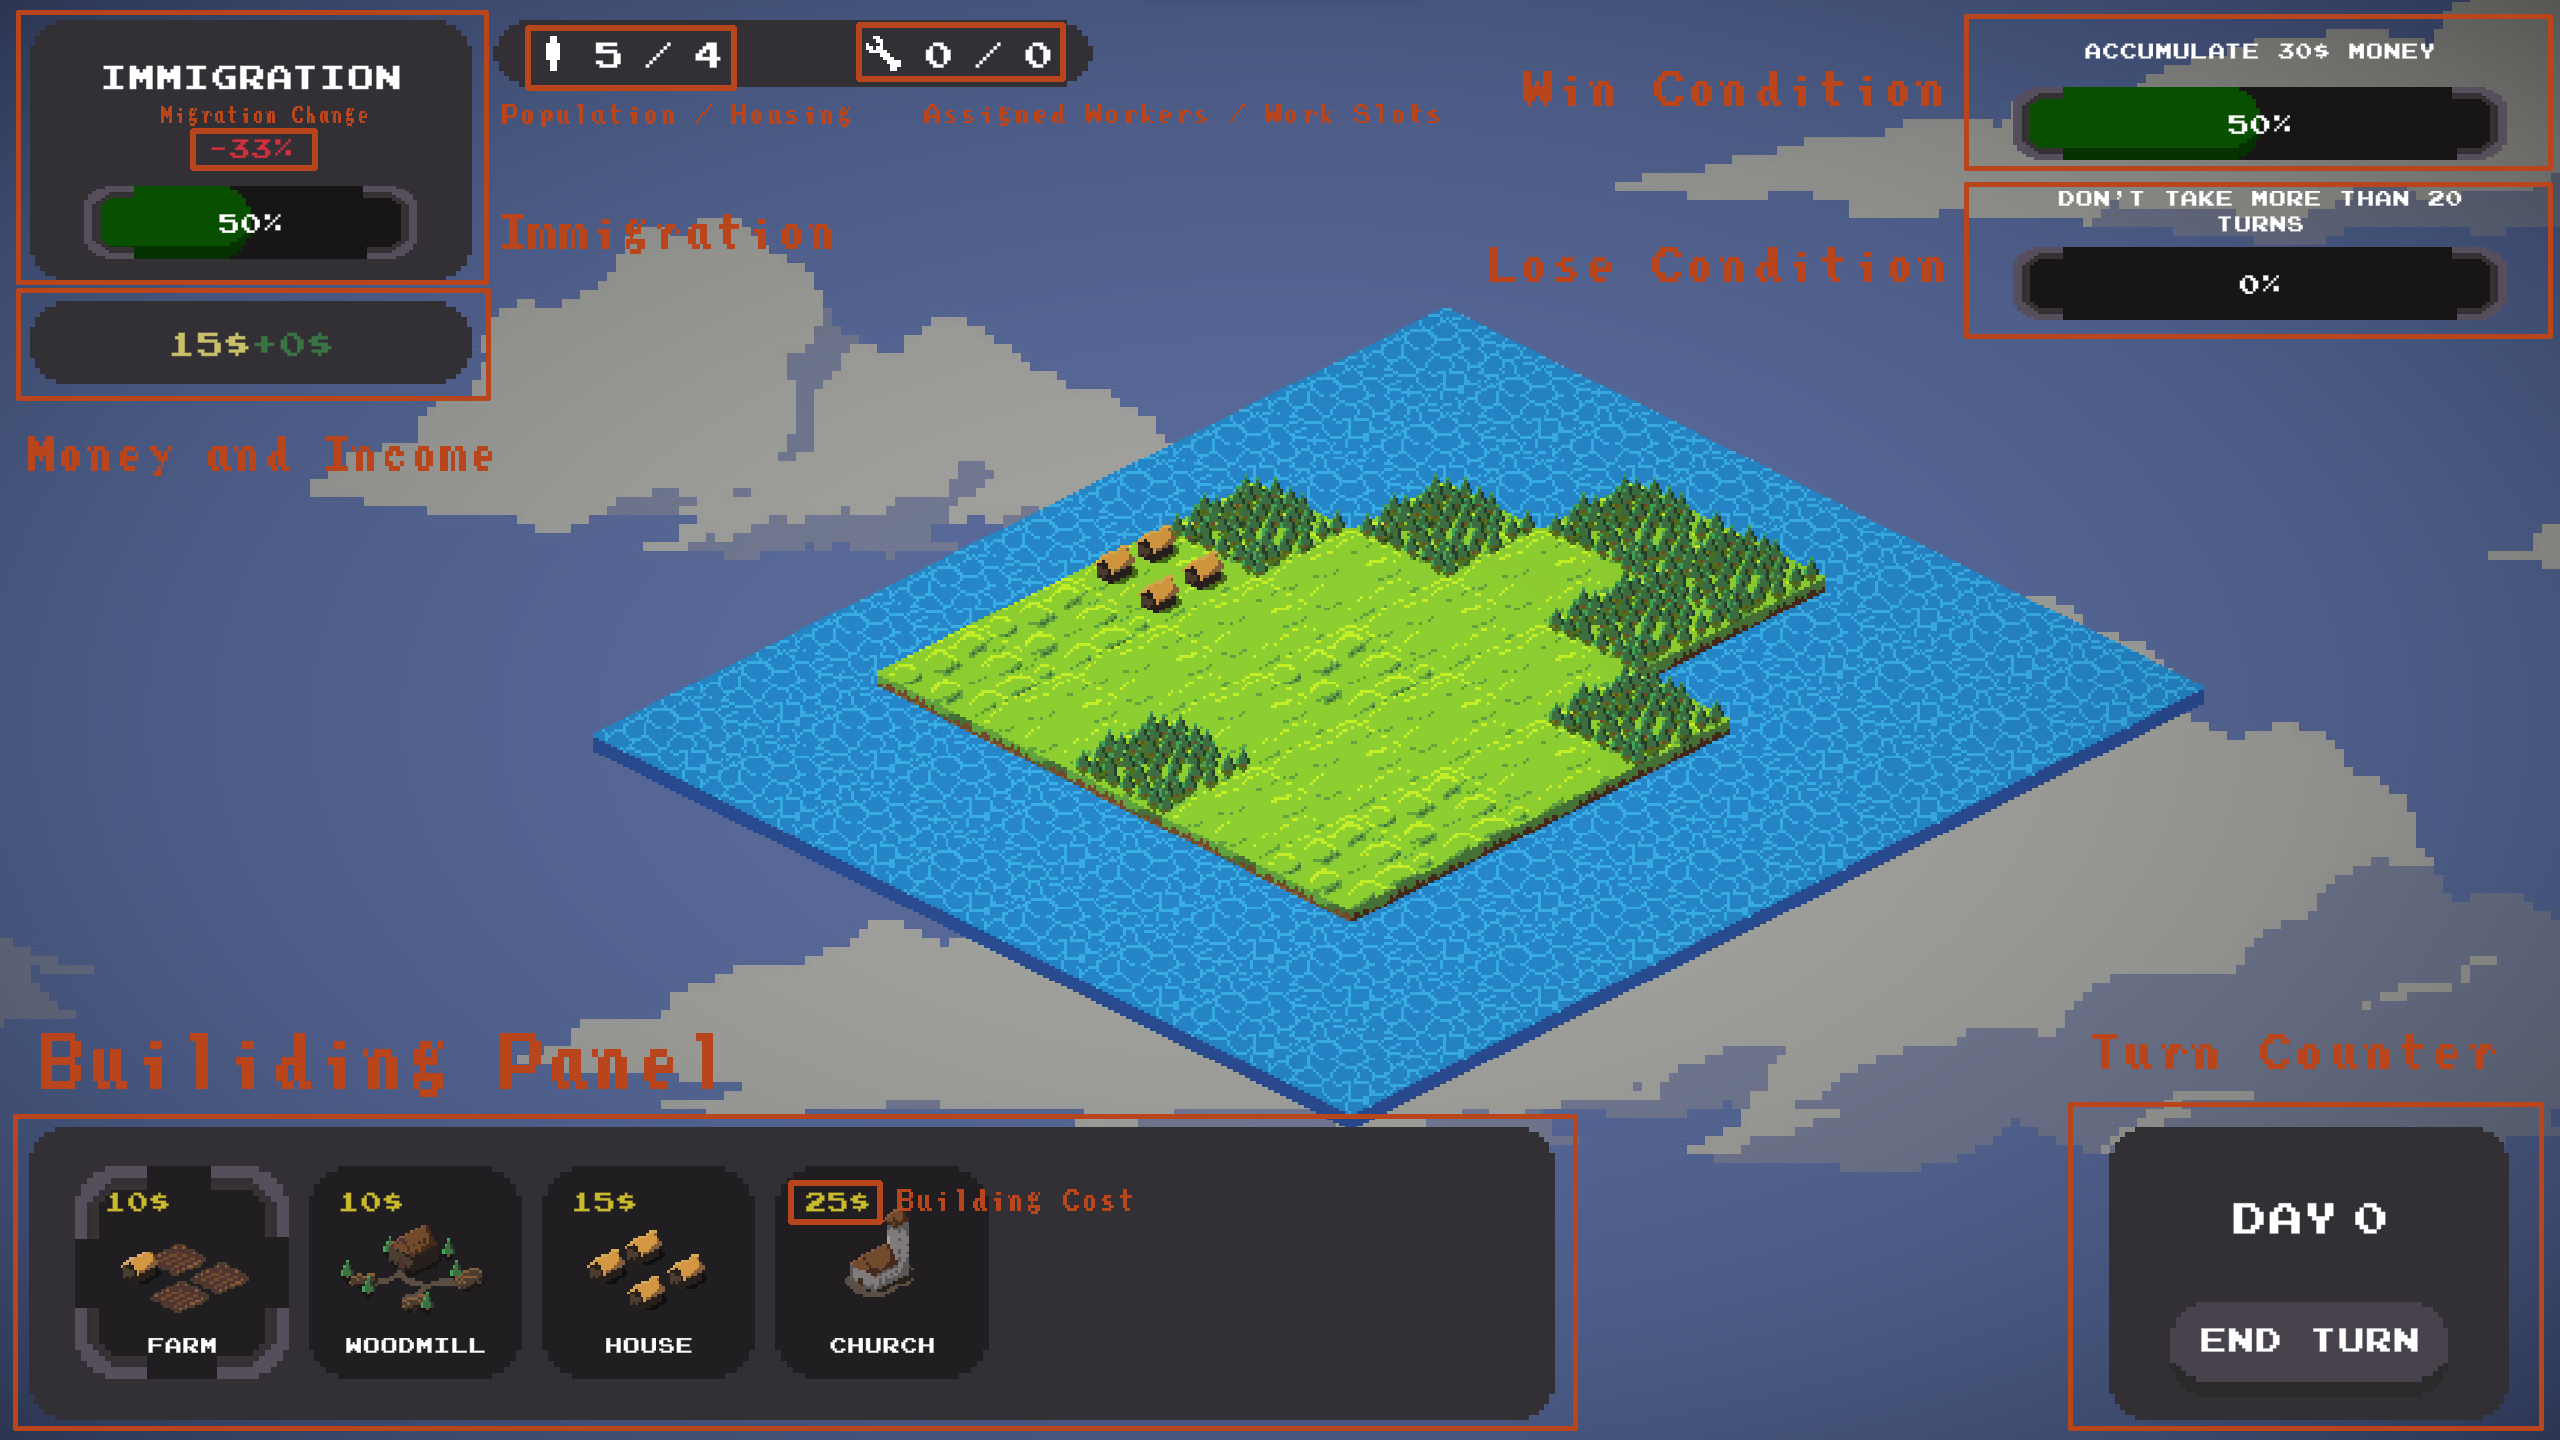 IMMIGRATION
Migration Change
-33%
50%
5 / 4
0 / 0
Population / Housing
Assigned Workers / Work Slots
Immigration
15$+0$
Money and Income
Win Condition
ACCUMULATE 30$ MONEY
50%
Lose Condition
DON'T TAKE MORE THAN 20
TURNS
0%
Builiding Panel
10$
FARM
10$
WOODMILL
15$
HOUSE
25$
Building Cost
CHURCH
Turn Counter
DAY 0
END TURN